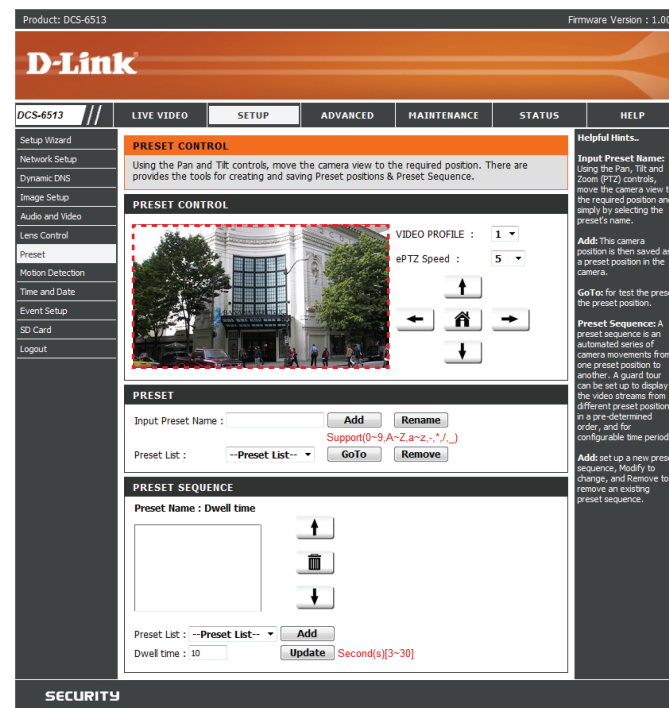 Product: DCS-6513
Firmware Version : 1.00
D-Link
DCS-6513
LIVE VIDEO
SETUP
ADVANCED
MAINTENANCE
STATUS
HELP
Setup Wizard
Network Setup
Dynamic DNS
Image Setup
Audio and Video
Lens Control
Preset
Motion Detection
Time and Date
Event Setup
SD Card
Logout
PRESET CONTROL
Using the Pan and Tilt controls, move the camera view to the required position. There are
provides the tools for creating and saving Preset positions & Preset Sequence.
PRESET CONTROL
VIDEO PROFILE : 1
ePTZ Speed : 5
PRESET
Input Preset Name : Add Rename
Support(0~9,A~Z,a~z,-,*,/,_)
Preset List : --Preset List-- GoTo Remove
PRESET SEQUENCE
Preset Name : Dwell time
Preset List : --Preset List-- Add
Dwell time : 10 Update Second(s)[3~30]
Helpful Hints..
Input Preset Name:
Using the Pan, Tilt and
Zoom (PTZ) controls,
move the camera view t
the required position and
simply by selecting the
preset's name.
Add: This camera
position is then saved as
a preset position in the
camera.
GoTo: for test the prese
the preset position.
Preset Sequence: A
preset sequence is an
automated series of
camera movements from
one preset position to
another. A guard tour
can be set up to display
the video streams from
different preset position
in a pre-determined
order, and for
configurable time period
Add: set up a new prese
sequence, Modify to
change, and Remove to
remove an existing
preset sequence.
SECURITY